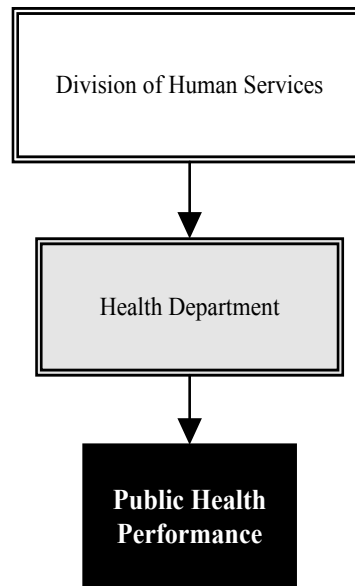 Division of Human Services
Health Department
Public Health
Performance